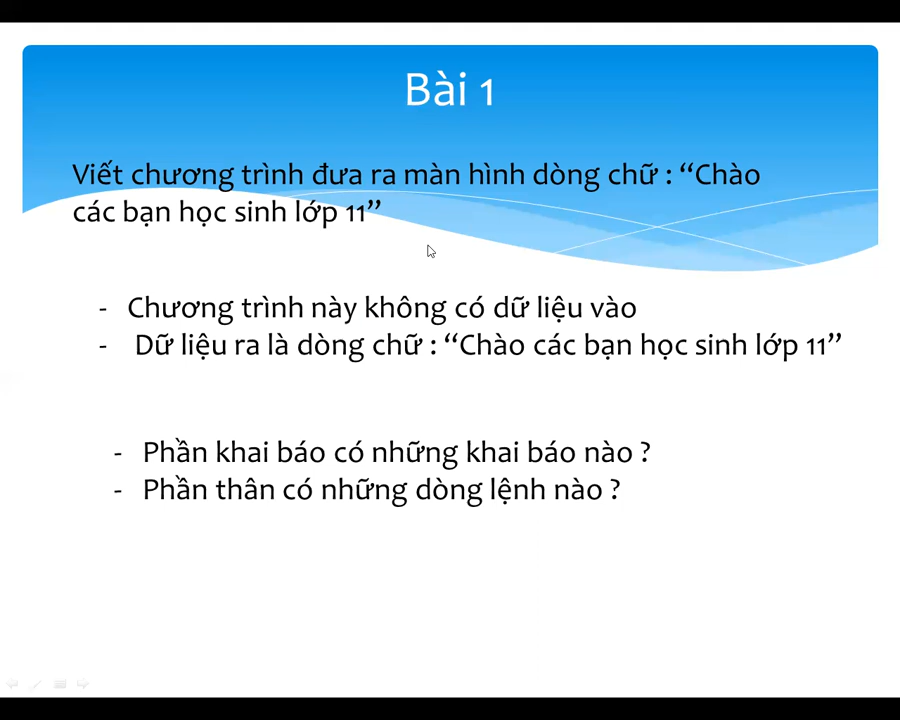 Bài 1
Viết chương trình đưa ra màn hình dòng chữ : “Chào
các bạn học sinh lớp 11”
- Chương trình này không có dữ liệu vào
- Dữ liệu ra là dòng chữ : “Chào các bạn học sinh lớp 11”
- Phần khai báo có những khai báo nào ?
- Phần thân có những dòng lệnh nào ?